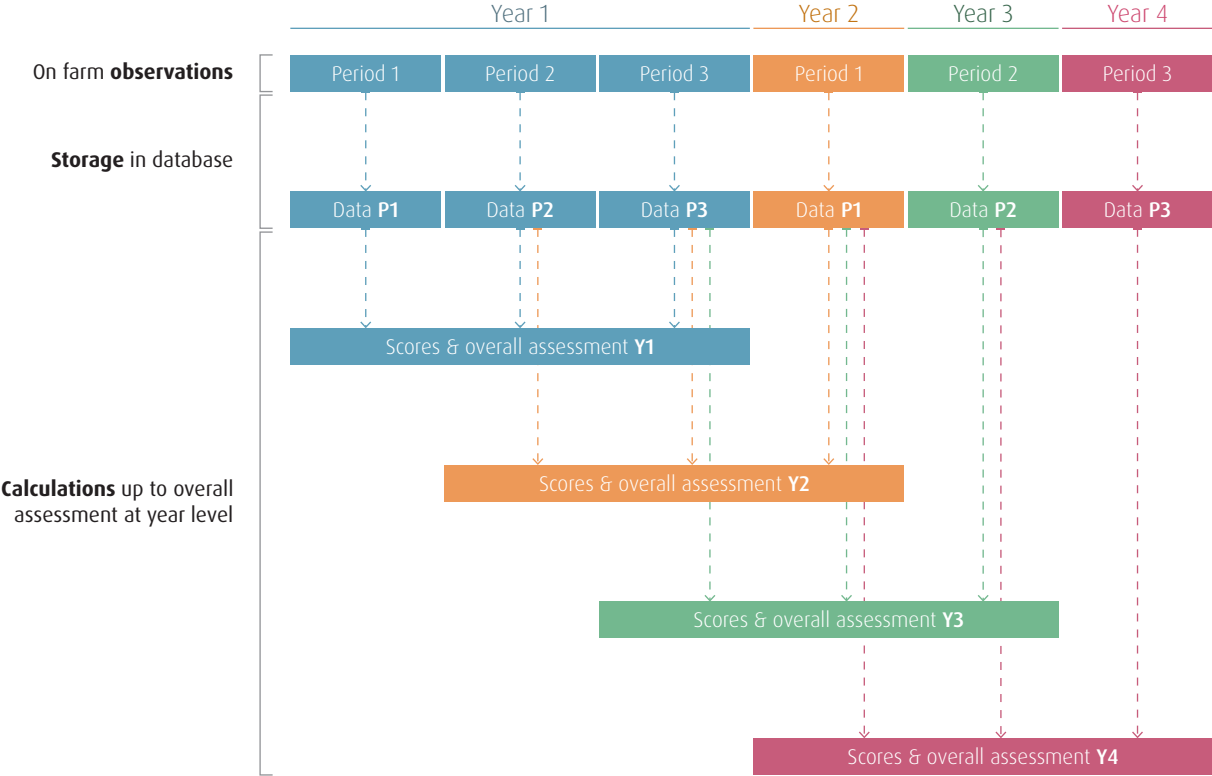 Year 1
Year 2
Year 3
Year 4
On farm observations
Period 1
Period 2
Period 3
Period 1
Period 2
Period 3
Storage in database
Data P1
Data P2
Data P3
Data P1
Data P2
Data P3
Scores & overall assessment Y1
Calculations up to overall
assessment at year level
Scores & overall assessment Y2
Scores & overall assessment Y3
Scores & overall assessment Y4